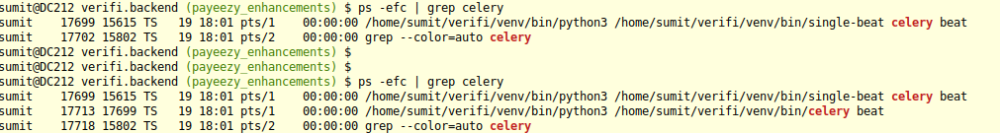 sumit@DC212 verifi.backend (payeezy_enhancements) $ ps -efc | grep celery
sumit 17699 15615 TS 19 18:01 pts/1 00:00:00 /home/sumit/verifi/venv/bin/python3 /home/sumit/verifi/venv/bin/single-beat celery beat
sumit 17702 15802 TS 19 18:01 pts/2 00:00:00 grep --color=auto celery
sumit@DC212 verifi.backend (payeezy_enhancements) $
sumit@DC212 verifi.backend (payeezy_enhancements) $
sumit@DC212 verifi.backend (payeezy_enhancements) $ ps -efc | grep celery
sumit 17699 15615 TS 19 18:01 pts/1 00:00:00 /home/sumit/verifi/venv/bin/python3 /home/sumit/verifi/venv/bin/single-beat celery beat
sumit 17713 17699 TS 19 18:01 pts/1 00:00:00 /home/sumit/verifi/venv/bin/python3 /home/sumit/verifi/venv/bin/celery beat
sumit 17718 15802 TS 19 18:01 pts/2 00:00:00 grep --color=auto celery